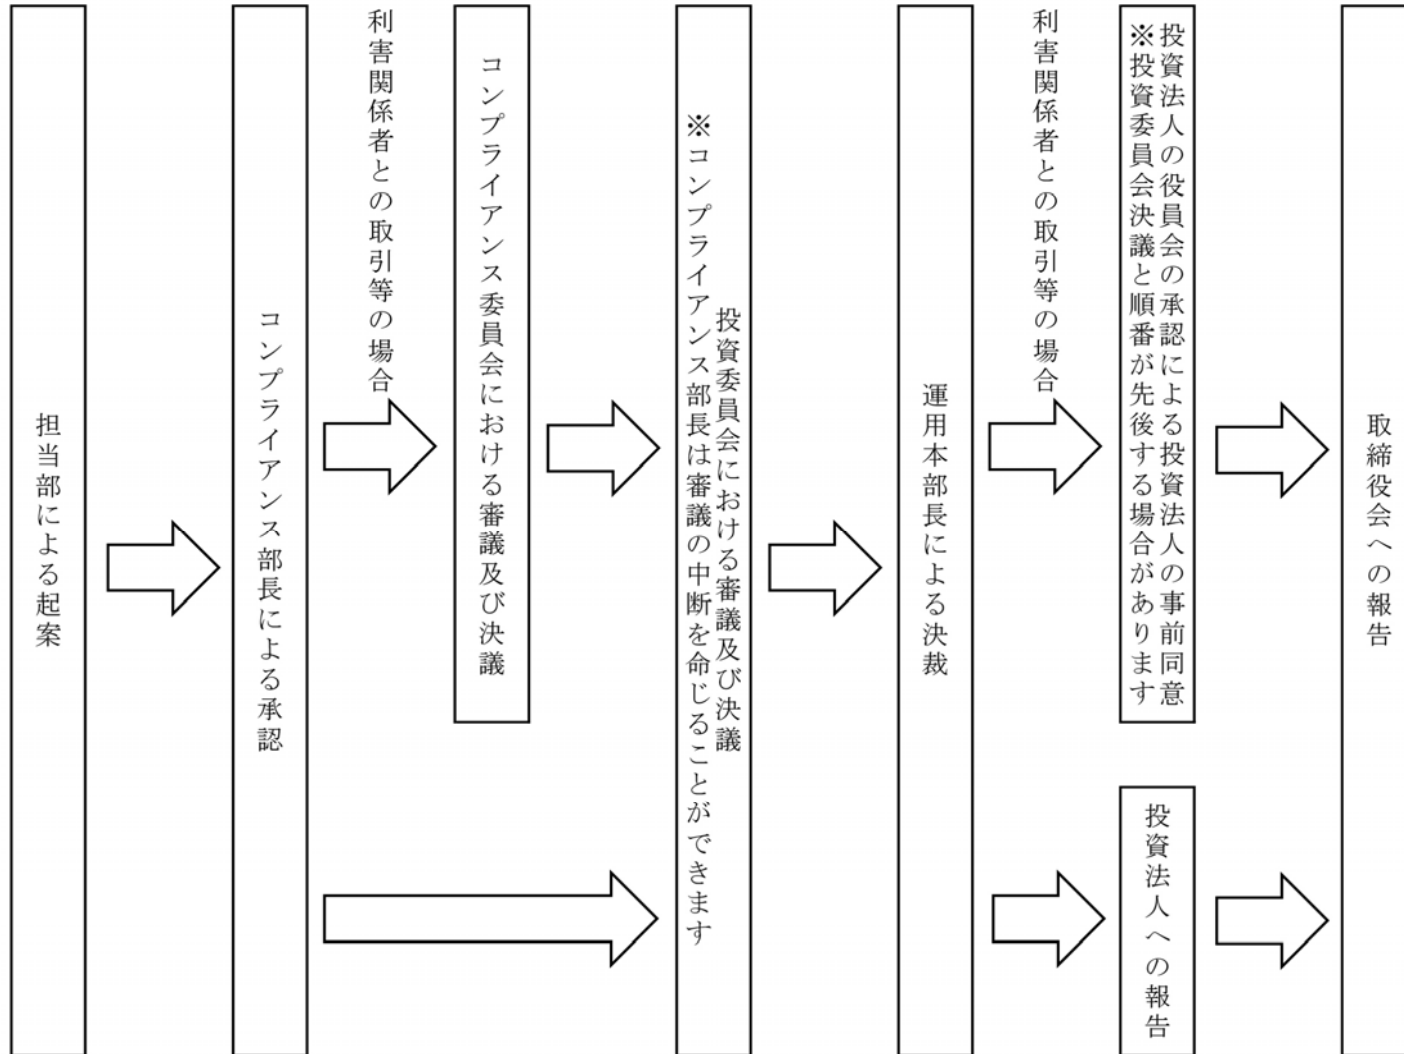 担当部による起案
コンプライアンス部長による承認
利害関係者との取引等の場合
コンプライアンス委員会における審議及び決議
投資委員会における審議及び決議
※コンプライアンス部長は審議の中断を命じることができます
運用本部長による決裁
利害関係者との取引等の場合
投資法人の役員会の承認による投資法人の事前同意
※投資委員会決議と順番が先後する場合があります
投資法人への報告
取締役会への報告